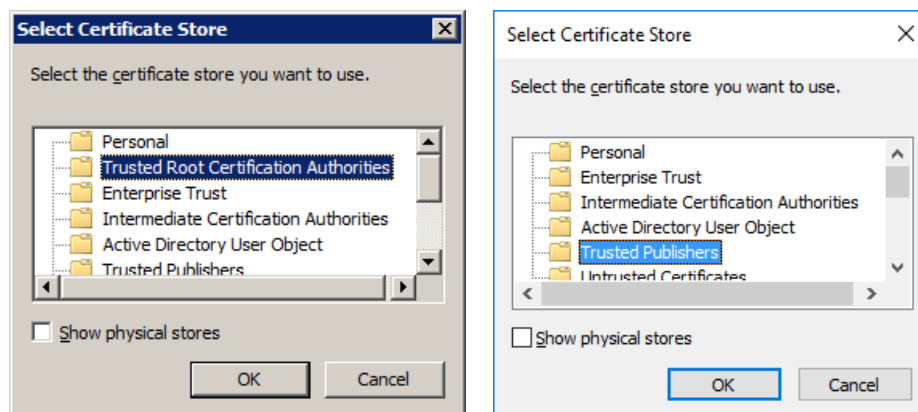 Select Certificate Store
Select the certificate store you want to use.
Personal
Trusted Root Certification Authorities
Enterprise Trust
Intermediate Certification Authorities
Active Directory User Object
Trusted Publishers
Show physical stores
OK Cancel
Select Certificate Store
Select the certificate store you want to use.
Personal
Enterprise Trust
Intermediate Certification Authorities
Active Directory User Object
Trusted Publishers
Untrusted Certificates
Show physical stores
OK Cancel